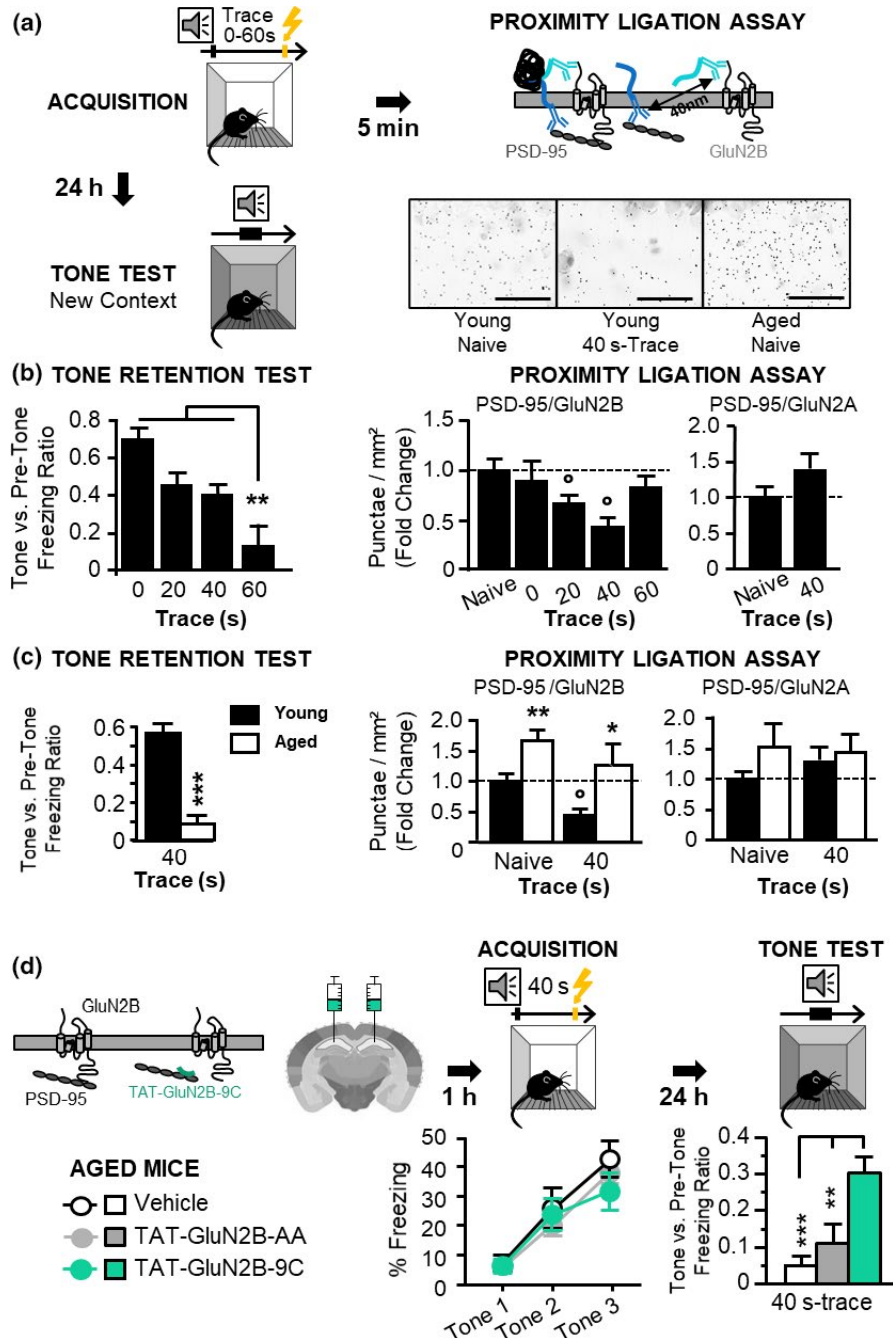 (a)
Trace
0-60s
ACQUISITION
5 min
24 h
TONE TEST
New Context
PROXIMITY LIGATION ASSAY
40nm
PSD-95
GluN2B
Young
Naive
Young
40 s-Trace
Aged
Naive
(b) TONE RETENTION TEST
Tone vs. Pre-Tone
Freezing Ratio
0.8
0.6
0.4
0.2
0
**
0 20 40 60
Trace (s)
PROXIMITY LIGATION ASSAY
PSD-95/GluN2B
Punctae / mm²
(Fold Change)
1.5
1.0
0.5
0
° °
Naive 0 20 40 60
Trace (s)
PSD-95/GluN2A
2.0
1.5
1.0
0.5
0
Naive 40
Trace (s)
(c) TONE RETENTION TEST
Tone vs. Pre-Tone
Freezing Ratio
0.6
0.4
0.2
0
***
40
Trace (s)
Young
Aged
PROXIMITY LIGATION ASSAY
PSD-95/GluN2B
Punctae / mm²
(Fold Change)
2.0
1.5
1.0
0.5
0
** ° *
Naive 40
Trace (s)
PSD-95/GluN2A
2.0
1.5
1.0
0.5
0
Naive 40
Trace (s)
(d)
GluN2B
PSD-95
TAT-GluN2B-9C
1 h
ACQUISITION
40 s
24 h
TONE TEST
AGED MICE
Vehicle
TAT-GluN2B-AA
TAT-GluN2B-9C
% Freezing
50
40
30
20
10
0
Tone 1 Tone 2 Tone 3
Tone vs. Pre-Tone
Freezing Ratio
0.4
0.3
0.2
0.1
0
*** **
40 s-trace